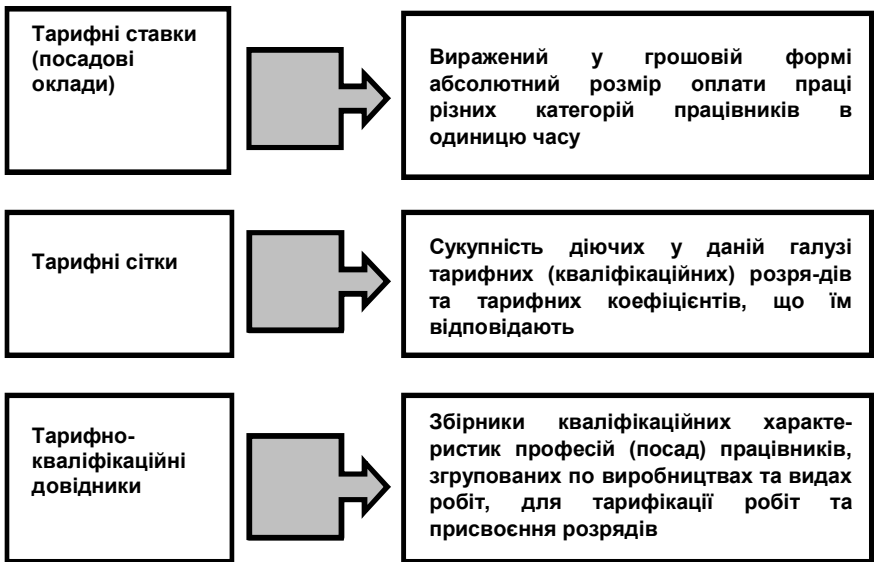 Тарифні ставки
(посадові
оклади)
Виражений у грошовій формі
абсолютний розмір оплати праці
різних категорій працівників в
одиницю часу
Тарифні сітки
Сукупність діючих у даній галузі
тарифних (кваліфікаційних) розря-дів
та тарифних коефіцієнтів, що їм
відповідають
Тарифно-
кваліфікаційні
довідники
Збірники кваліфікаційних характе-
ристик професій (посад) працівників,
згрупованих по виробництвах та видах
робіт, для тарифікації робіт та
присвоєння розрядів